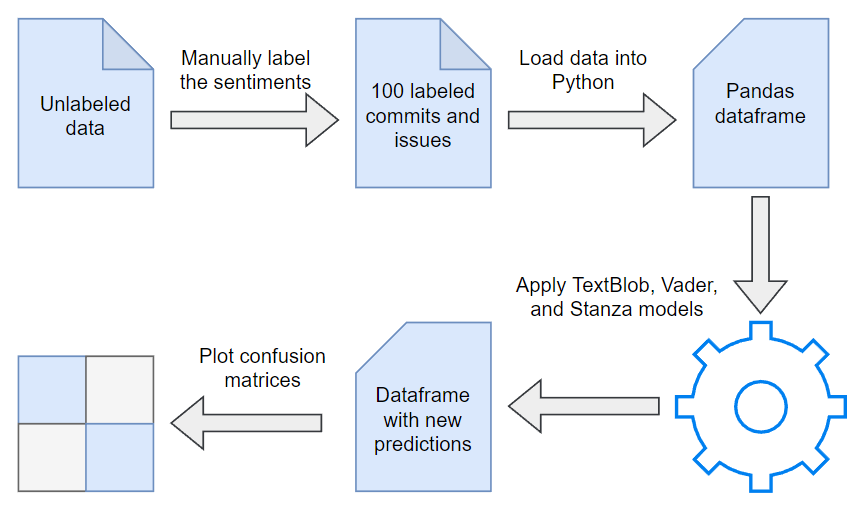 Unlabeled
data
Manually label
the sentiments
100 labeled
commits and
issues
Load data into
Python
Pandas
dataframe
Apply TextBlob, Vader,
and Stanza models
Dataframe
with new
predictions
Plot confusion
matrices